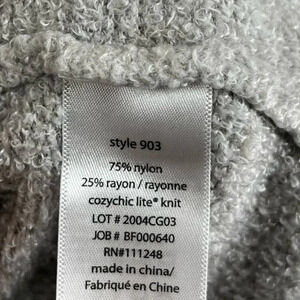 style 903
75% nylon
25% rayon / rayonne
cozychic lite® knit
LOT # 2004CG03
JOB # BF000640
RN#111248
made in china/
Fabriqué en Chine